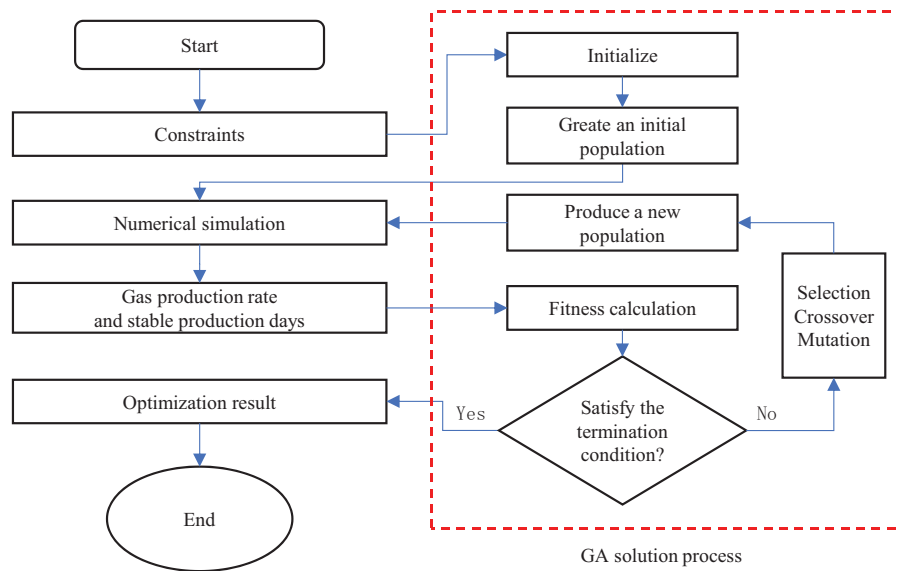 Start
Initialize
Constraints
Greate an initial
population
Numerical simulation
Produce a new
population
Gas production rate
and stable production days
Fitness calculation
Selection
Crossover
Mutation
Optimization result
Yes
Satisfy the
termination
condition?
No
End
GA solution process